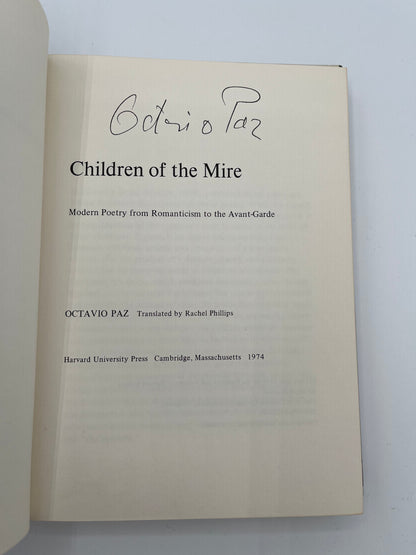 Octavio Paz
Children of the Mire
Modern Poetry from Romanticism to the Avant-Garde
OCTAVIO PAZ Translated by Rachel Phillips
Harvard University Press Cambridge, Massachusetts 1974